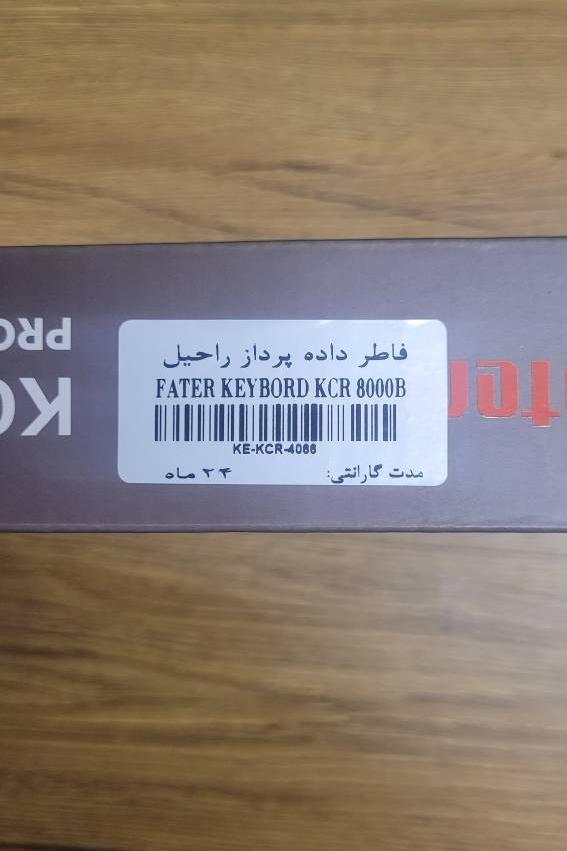 فاطر داده پرداز راحیل
FATER KEYBORD KCR 8000B
KE-KCR-4066
مدت گارانتی: ۲۴ ماه